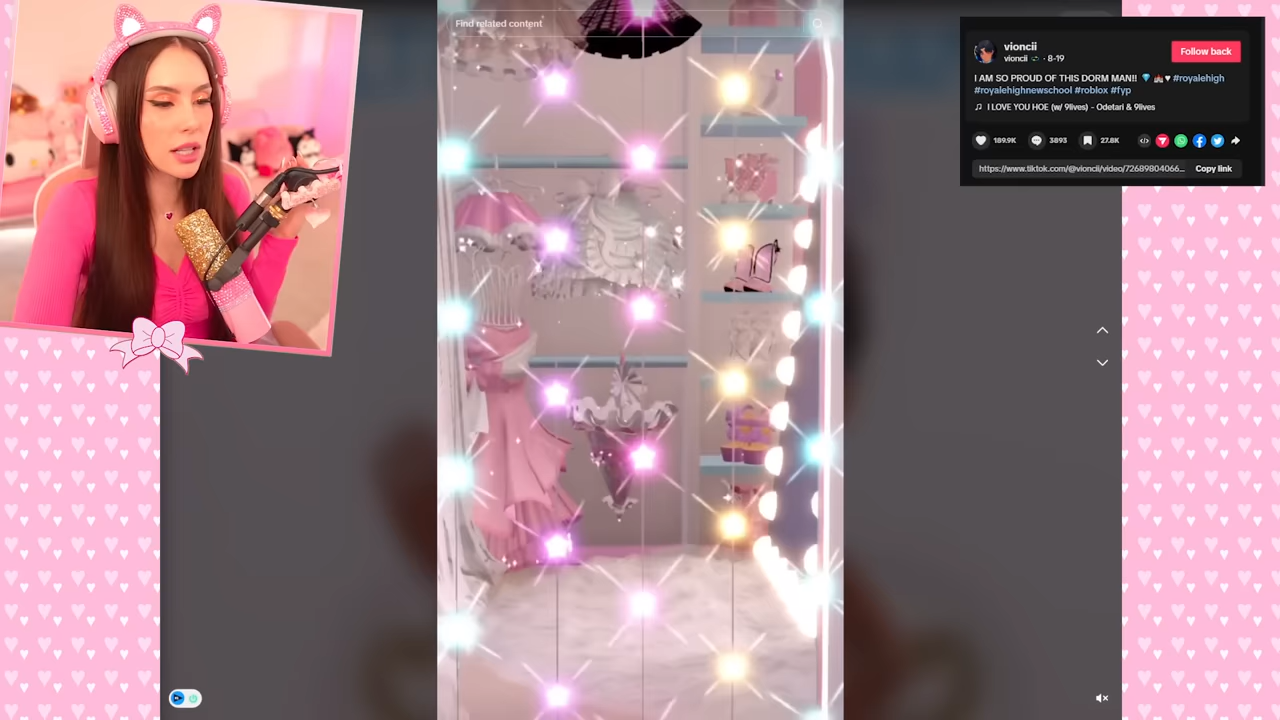 Find related content
vioncii
vioncii · 8-19
Follow back
I AM SO PROUD OF THIS DORM MAN!! 💎 🏰 ♥ #royalehigh
#royalehighnewschool #roblox #fyp
♫ I LOVE YOU HOE (w/ 9lives) - Odetari & 9lives
189.9K
3893
27.8K
https://www.tiktok.com/@vioncii/video/72689804066...
Copy link